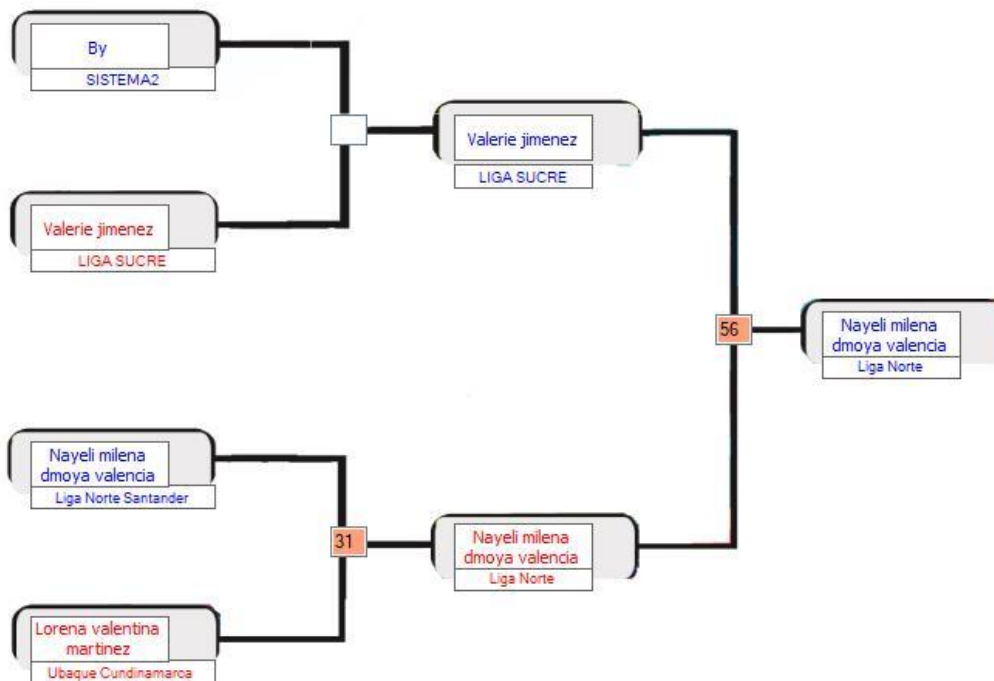 By
SISTEMA2
Valerie jimenez
LIGA SUCRE
Valerie jimenez
LIGA SUCRE
56
Nayeli milena
dmoya valencia
Liga Norte
Nayeli milena
dmoya valencia
Liga Norte Santander
31
Nayeli milena
dmoya valencia
Liga Norte
Lorena valentina
martinez
Ubaque Cundinamarca